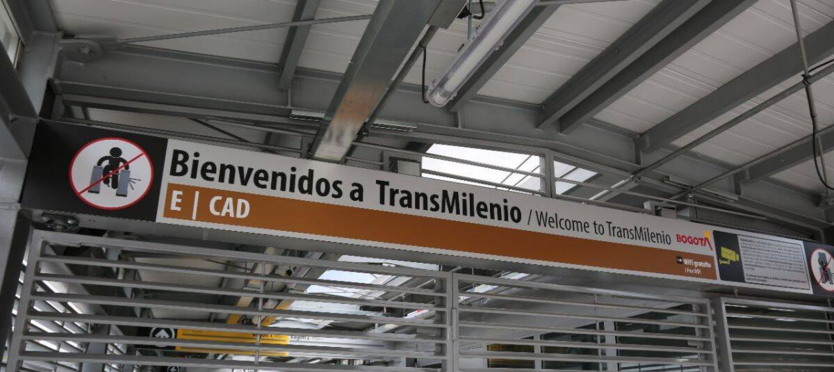 Bienvenidos a TransMilenio / Welcome to TransMilenio
E | CAD
BOGOTÁ
WiFi gratuito